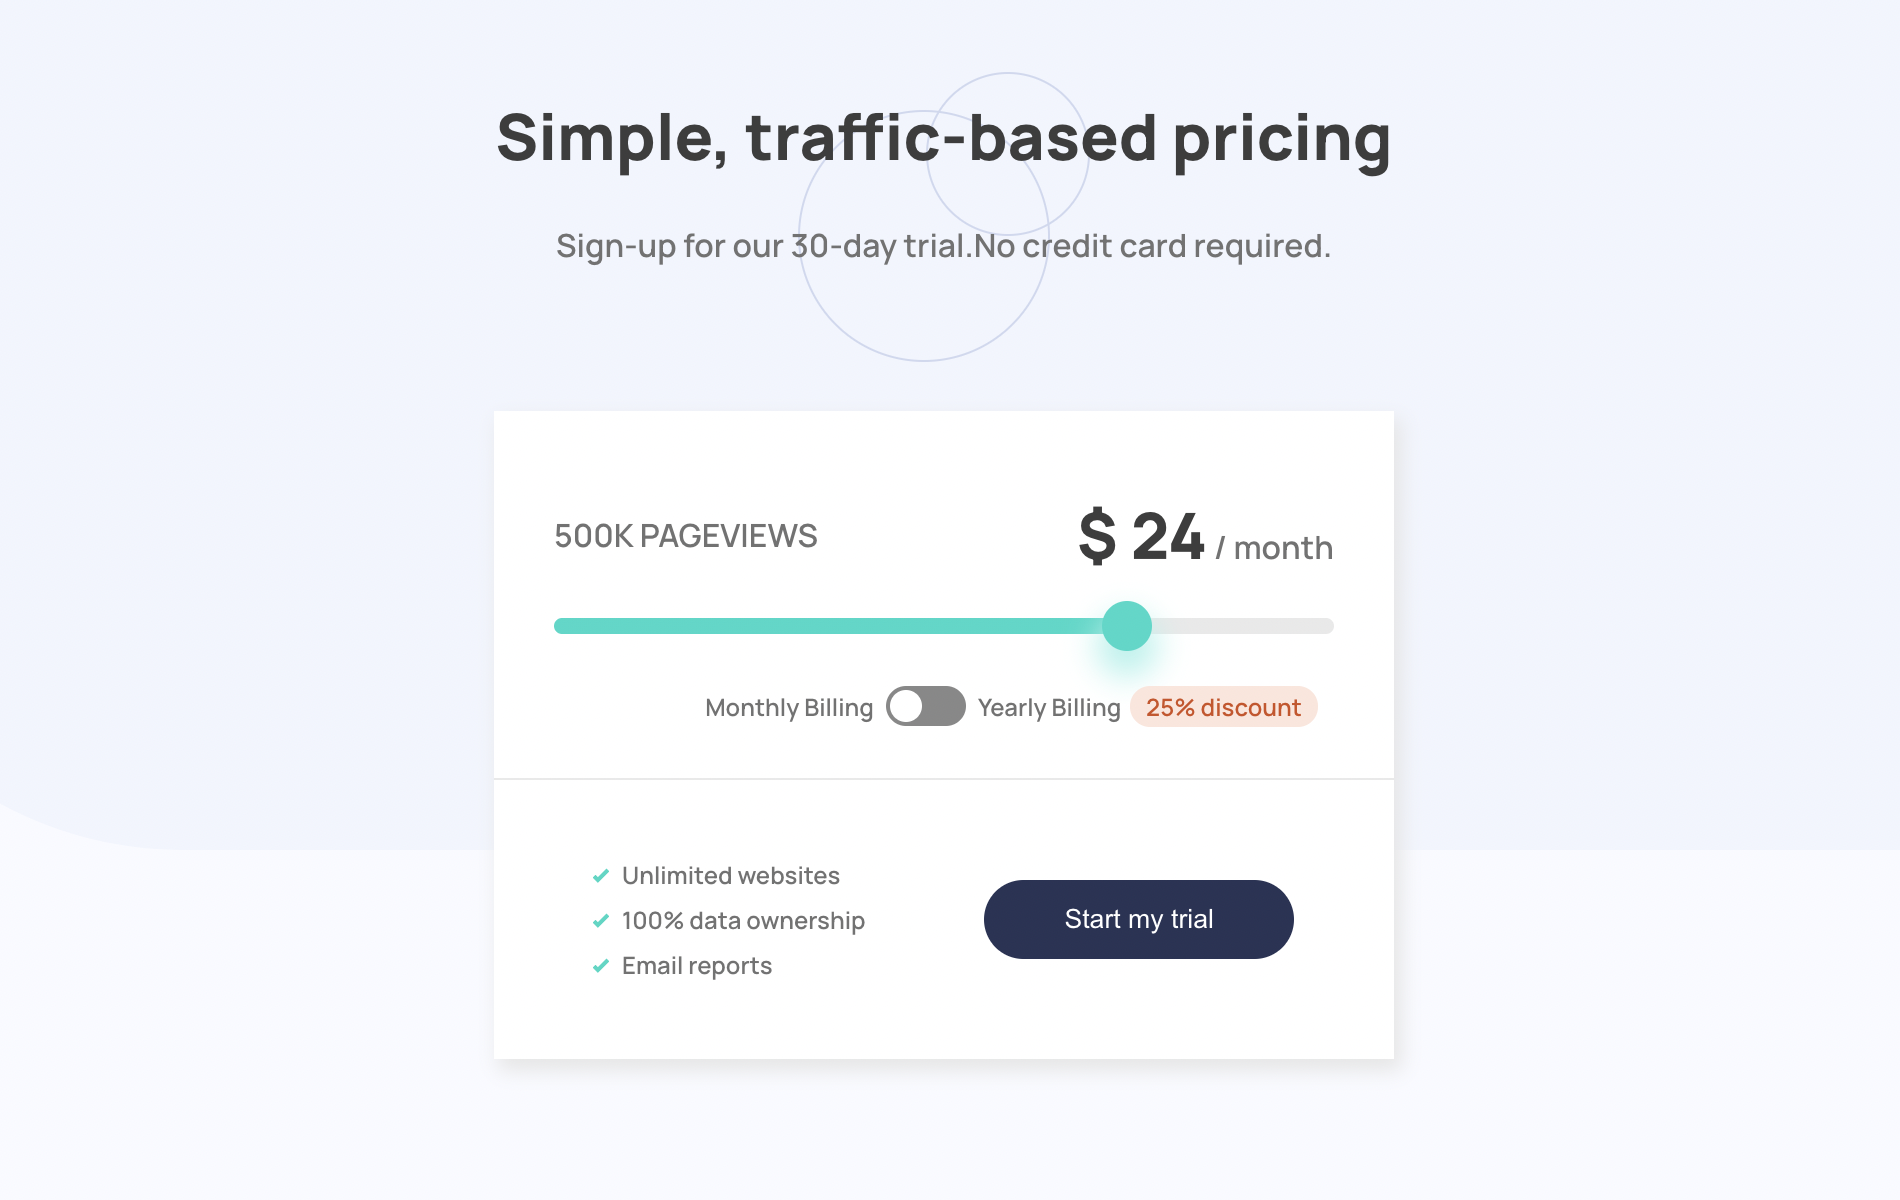 Simple, traffic-based pricing
Sign-up for our 30-day trial.No credit card required.
500K PAGEVIEWS
$ 24 / month
Monthly Billing
Yearly Billing
25% discount
Unlimited websites
100% data ownership
Email reports
Start my trial